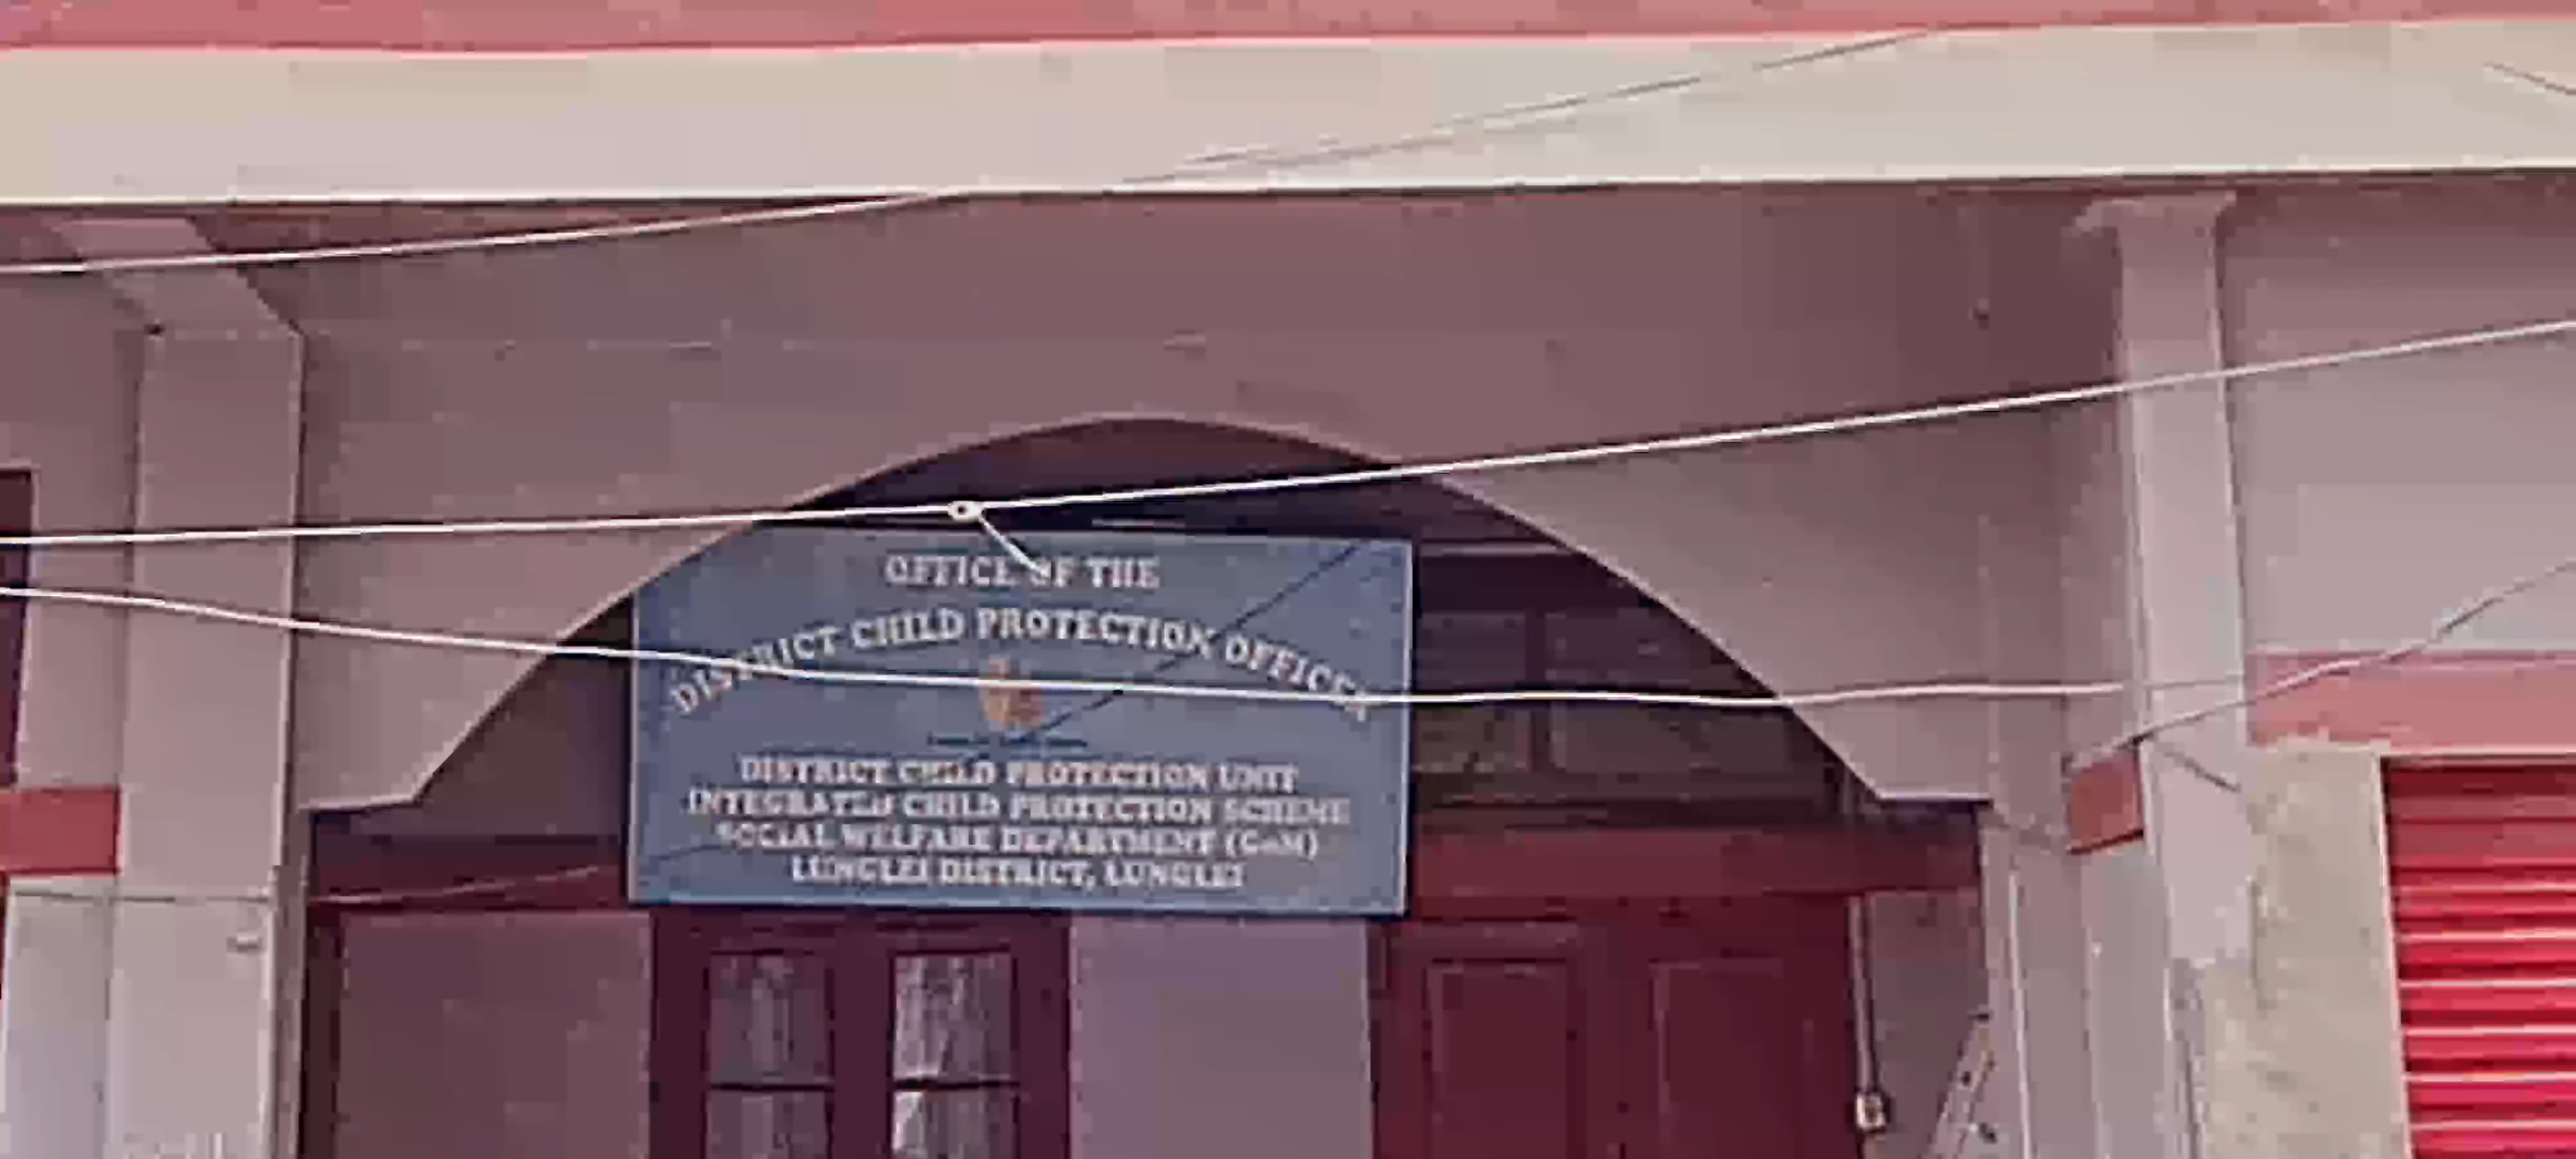 OFFICE OF THE
DISTRICT CHILD PROTECTION OFFICER
DISTRICT CHILD PROTECTION UNIT
INTEGRATED CHILD PROTECTION SCHEME
SOCIAL WELFARE DEPARTMENT (GoM)
LUNGLEI DISTRICT, LUNGLEI